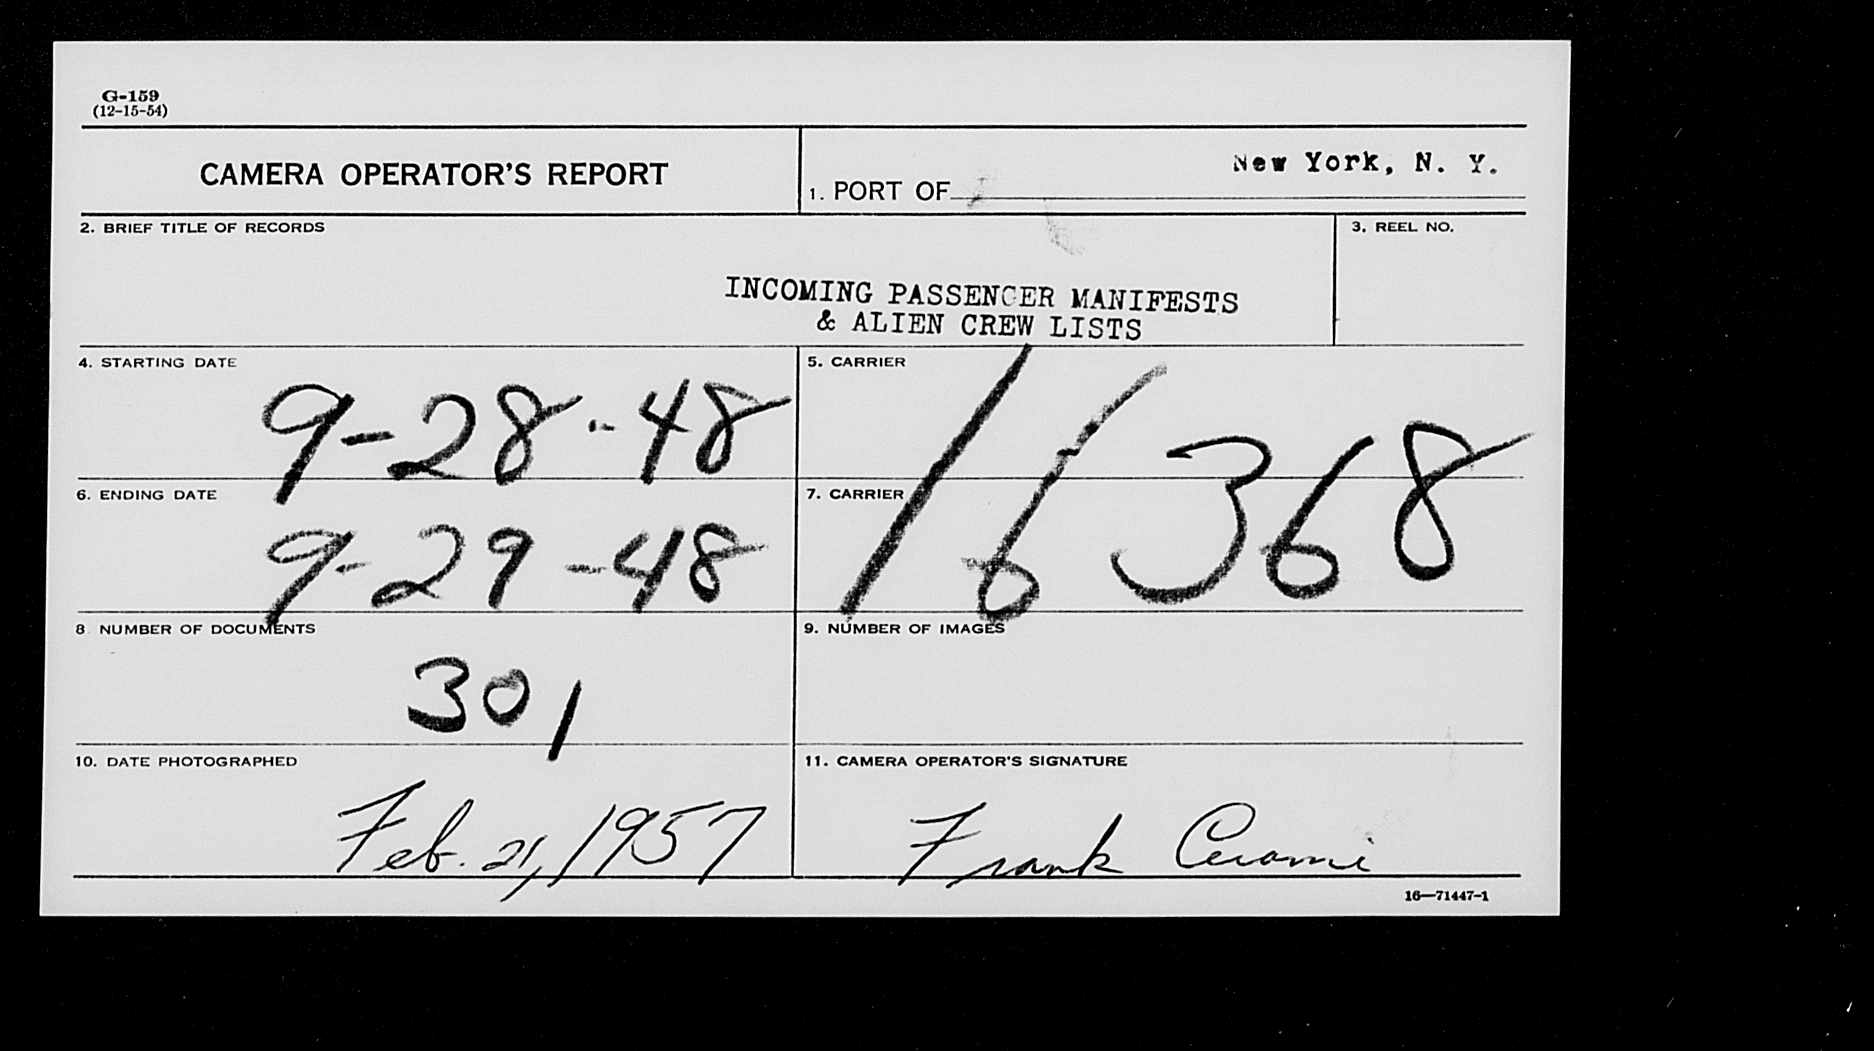 G-159
(12-15-54)
CAMERA OPERATOR'S REPORT
1. PORT OF New York, N. Y.
2. BRIEF TITLE OF RECORDS
3. REEL NO.
INCOMING PASSENGER MANIFESTS
& ALIEN CREW LISTS
4. STARTING DATE
9-28-48
5. CARRIER
16368
6. ENDING DATE
9-29-48
7. CARRIER
8 NUMBER OF DOCUMENTS
301
9. NUMBER OF IMAGES
10. DATE PHOTOGRAPHED
Feb. 21, 1957
11. CAMERA OPERATOR'S SIGNATURE
Frank Cerami
16—71447-1